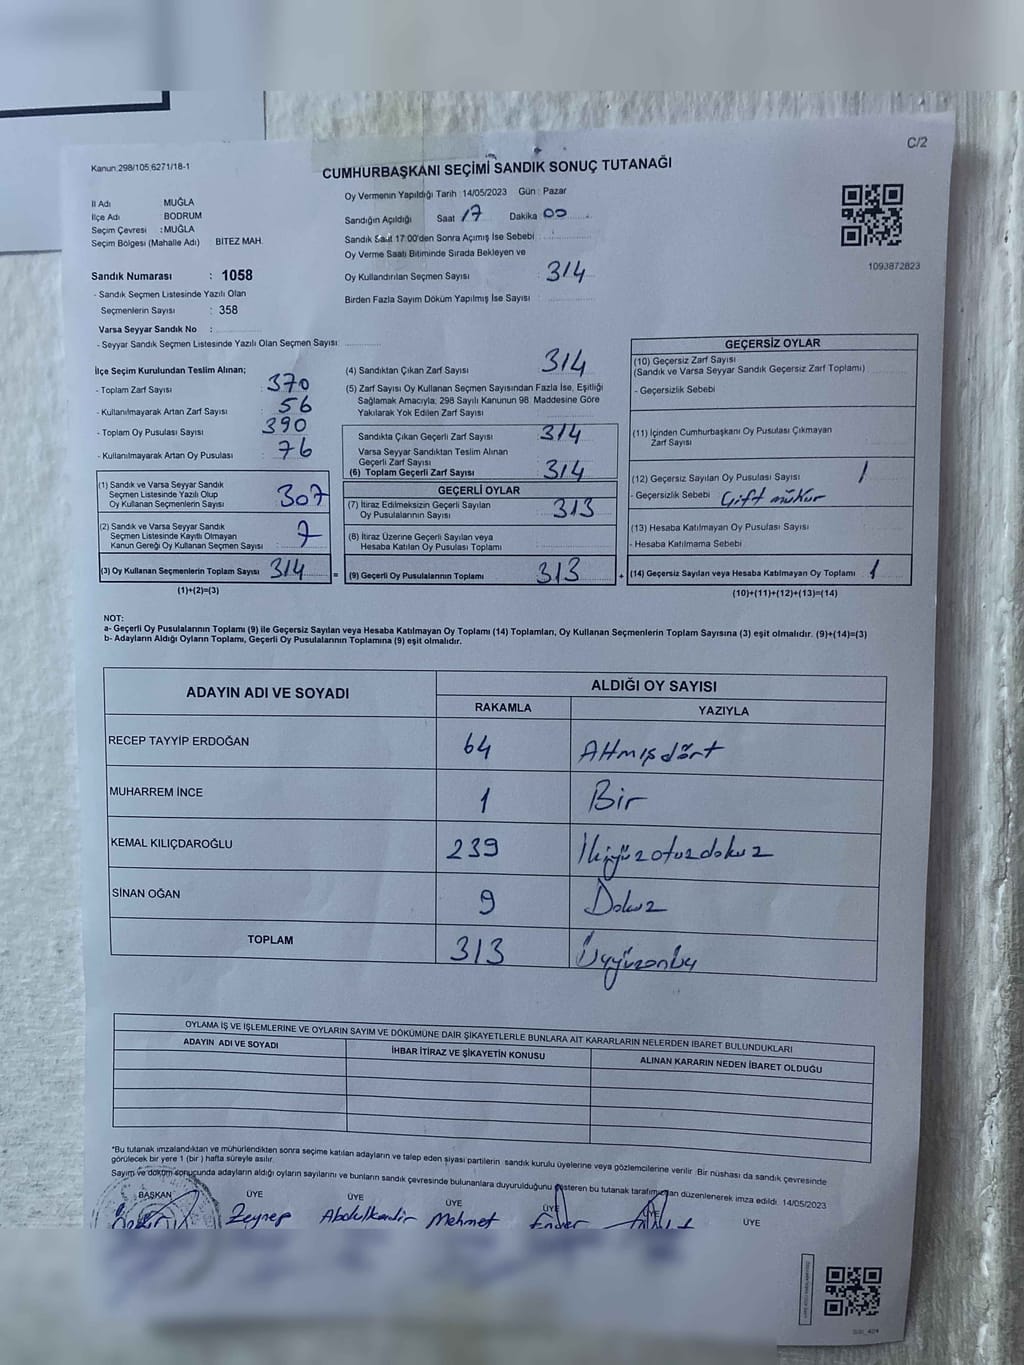 C/2
Kanun:298/105,6271/18-1
CUMHURBAŞKANI SEÇİMİ SANDIK SONUÇ TUTANAĞI
İl Adı MUĞLA
İlçe Adı BODRUM
Seçim Çevresi : MUĞLA
Seçim Bölgesi (Mahalle Adı) BİTEZ MAH.
Sandık Numarası : 1058
- Sandık Seçmen Listesinde Yazılı Olan
Seçmenlerin Sayısı : 358
Varsa Seyyar Sandık No :
- Seyyar Sandık Seçmen Listesinde Yazılı Olan Seçmen Sayısı:
Oy Vermenin Yapıldığı Tarih :14/05/2023 Gün : Pazar
Sandığın Açıldığı Saat 17 Dakika 00
Sandık Saat 17:00'den Sonra Açımış İse Sebebi :
Oy Verme Saati Bitiminde Sırada Bekleyen ve
Oy Kullandırılan Seçmen Sayısı : 314
Birden Fazla Sayım Döküm Yapılmış İse Sayısı :
1093872823
İlçe Seçim Kurulundan Teslim Alınan;
- Toplam Zarf Sayısı : 370
- Kullanılmayarak Artan Zarf Sayısı : 56
- Toplam Oy Pusulası Sayısı : 390
- Kullanılmayarak Artan Oy Pusulası : 76
(1) Sandık ve Varsa Seyyar Sandık
Seçmen Listesinde Yazılı Olup
Oy Kullanan Seçmenlerin Sayısı : 307
(2) Sandık ve Varsa Seyyar Sandık
Seçmen Listesinde Kayıtlı Olmayan
Kanun Gereği Oy Kullanan Seçmen Sayısı : 7
(3) Oy Kullanan Seçmenlerin Toplam Sayısı 314
(1)+(2)=(3)
(4) Sandıktan Çıkan Zarf Sayısı : 314
(5) Zarf Sayısı Oy Kullanan Seçmen Sayısından Fazla İse, Eşitliği
Sağlamak Amacıyla, 298 Sayılı Kanunun 98. Maddesine Göre
Yakılarak Yok Edilen Zarf Sayısı :
Sandıkta Çıkan Geçerli Zarf Sayısı : 314
Varsa Seyyar Sandıktan Teslim Alınan
Geçerli Zarf Sayısı :
(6) Toplam Geçerli Zarf Sayısı : 314
GEÇERLİ OYLAR
(7) İtiraz Edilmeksizin Geçerli Sayılan
Oy Pusulalarının Sayısı : 313
(8) İtiraz Üzerine Geçerli Sayılan veya
Hesaba Katılan Oy Pusulası Toplamı :
= (9) Geçerli Oy Pusulalarının Toplamı : 313
GEÇERSİZ OYLAR
(10) Geçersiz Zarf Sayısı
(Sandık ve Varsa Seyyar Sandık Geçersiz Zarf Toplamı)
- Geçersizlik Sebebi :
(11) İçinden Cumhurbaşkanı Oy Pusulası Çıkmayan
Zarf Sayısı :
(12) Geçersiz Sayılan Oy Pusulası Sayısı : 1
- Geçersizlik Sebebi : Çift mühür
(13) Hesaba Katılmayan Oy Pusulası Sayısı :
- Hesaba Katılmama Sebebi :
+ (14) Geçersiz Sayılan veya Hesaba Katılmayan Oy Toplamı : 1
(10)+(11)+(12)+(13)=(14)
NOT:
a- Geçerli Oy Pusulalarının Toplamı (9) ile Geçersiz Sayılan veya Hesaba Katılmayan Oy Toplamı (14) Toplamları, Oy Kullanan Seçmenlerin Toplam Sayısına (3) eşit olmalıdır. (9)+(14)=(3)
b- Adayların Aldığı Oyların Toplamı, Geçerli Oy Pusulalarının Toplamına (9) eşit olmalıdır.
ADAYIN ADI VE SOYADI ALDIĞI OY SAYISI
RAKAMLA YAZIYLA
RECEP TAYYİP ERDOĞAN 64 Altmışdört
MUHARREM İNCE 1 Bir
KEMAL KILIÇDAROĞLU 239 İkiyüzotuzdokuz
SİNAN OĞAN 9 Dokuz
TOPLAM 313 Üçyüzonüç
OYLAMA İŞ VE İŞLEMLERİNE VE OYLARIN SAYIM VE DÖKÜMÜNE DAİR ŞİKAYETLERLE BUNLARA AİT KARARLARIN NELERDEN İBARET BULUNDUKLARI
ADAYIN ADI VE SOYADI İHBAR İTİRAZ VE ŞİKAYETİN KONUSU ALINAN KARARIN NEDEN İBARET OLDUĞU
*Bu tutanak imzalandıktan ve mühürlendikten sonra seçime katılan adayların ve talep eden siyasi partilerin sandık kurulu üyelerine veya gözlemcilerine verilir. Bir nüshası da sandık çevresinde
görülecek bir yere 1 (bir) hafta süreyle asılır.
Sayım ve döküm sonucunda adayların aldığı oyların sayılarını ve bunların sandık çevresinde bulunanlara duyurulduğunu gösteren bu tutanak tarafımızdan düzenlenerek imza edildi. 14/05/2023
BAŞKAN ÜYE ÜYE ÜYE ÜYE ÜYE ÜYE
Zeynep Abdulkadir Mehmet Ender